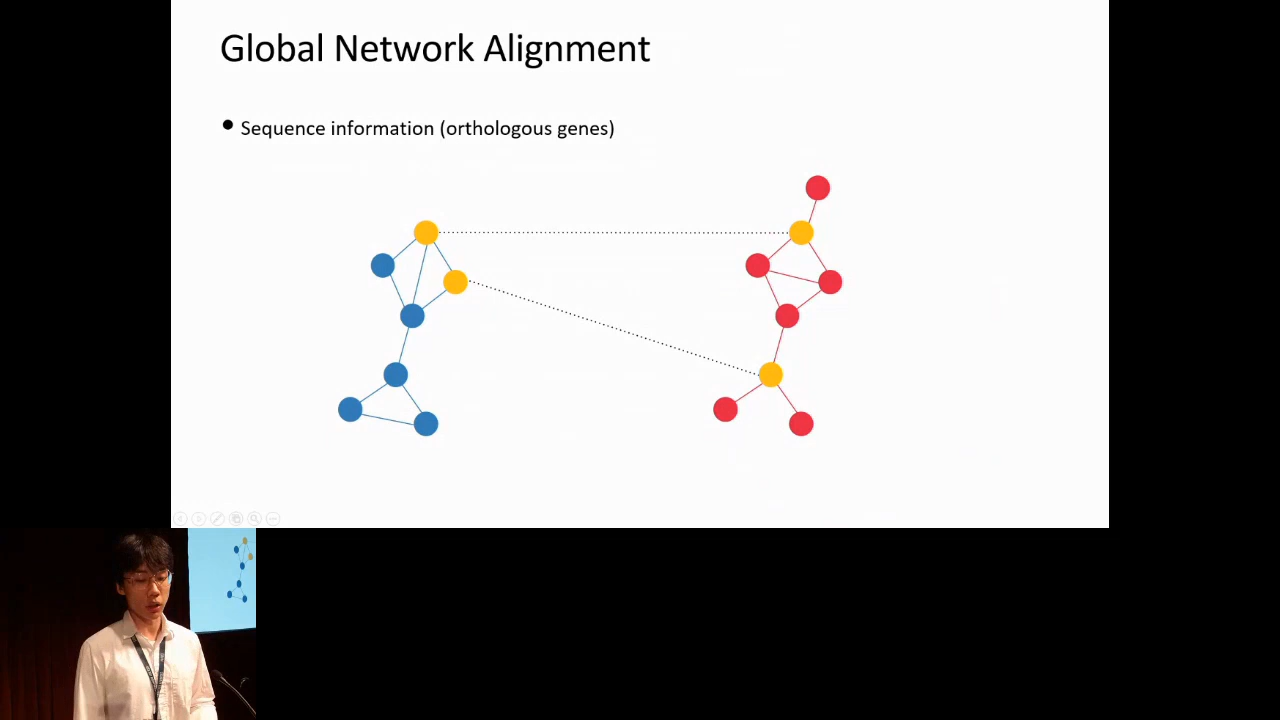 Global Network Alignment
• Sequence information (orthologous genes)